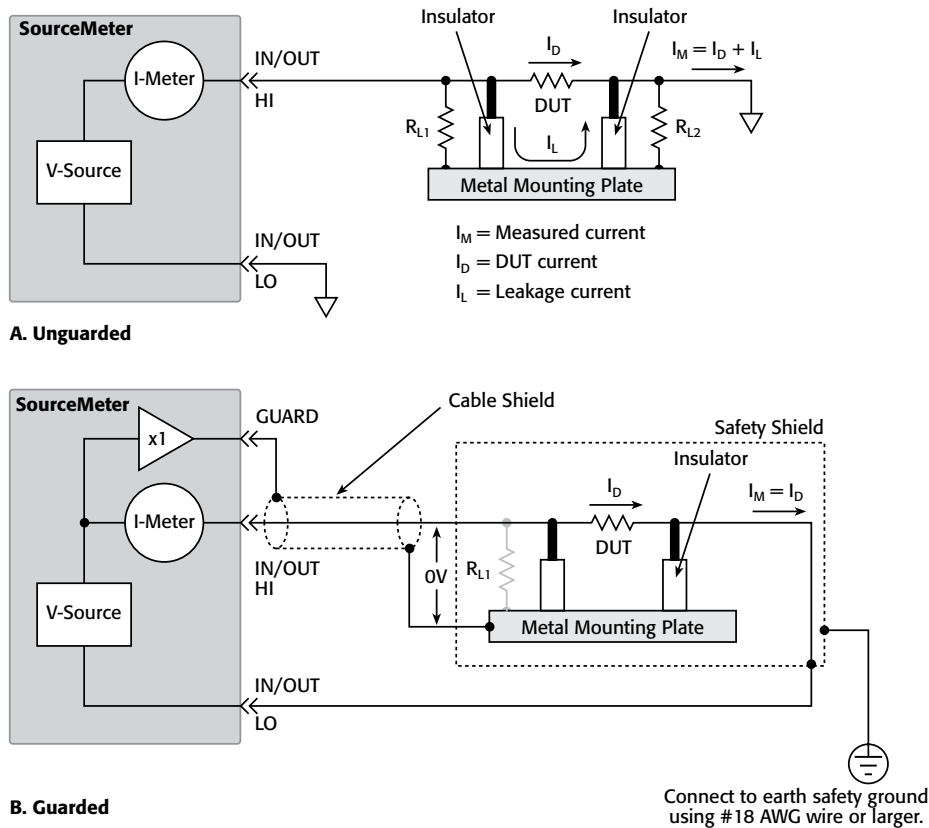 SourceMeter
I-Meter
V-Source
IN/OUT
HI
IN/OUT
LO
Insulator
Insulator
I_D
I_M = I_D + I_L
DUT
R_L1
I_L
R_L2
Metal Mounting Plate
I_M = Measured current
I_D = DUT current
I_L = Leakage current
A. Unguarded
SourceMeter
x1
GUARD
Cable Shield
Safety Shield
Insulator
I-Meter
I_D
I_M = I_D
DUT
IN/OUT
HI
0V
R_L1
V-Source
Metal Mounting Plate
IN/OUT
LO
B. Guarded
Connect to earth safety ground
using #18 AWG wire or larger.